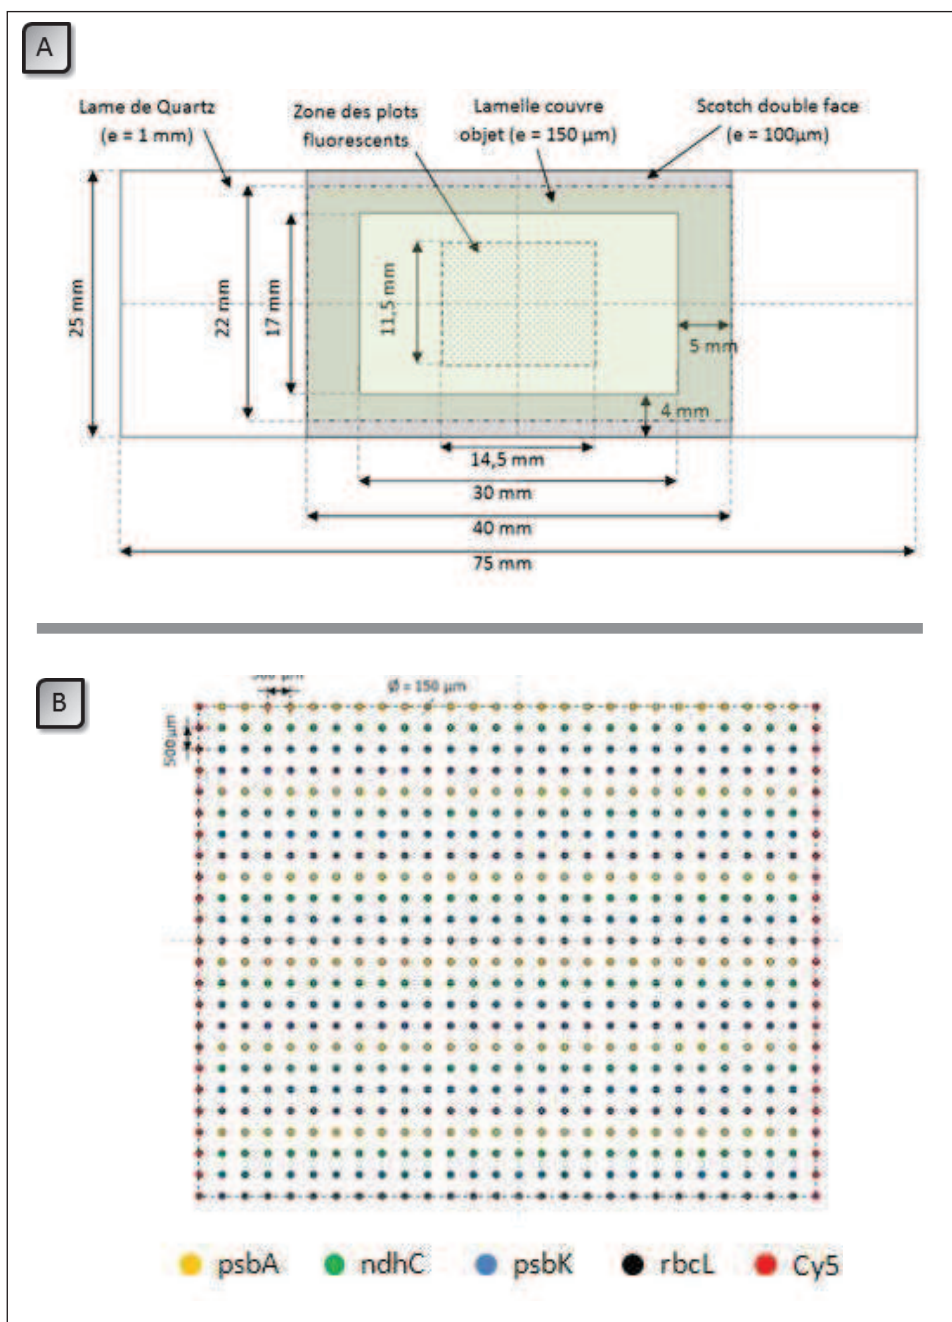 A
Lame de Quartz
(e = 1 mm)
Zone des plots
fluorescents
Lamelle couvre
objet (e = 150 µm)
Scotch double face
(e = 100µm)
25 mm
22 mm
17 mm
11,5 mm
5 mm
4 mm
14,5 mm
30 mm
40 mm
75 mm
B
Ø = 150 µm
500µm
psbA
ndhC
psbK
rbcL
Cy5